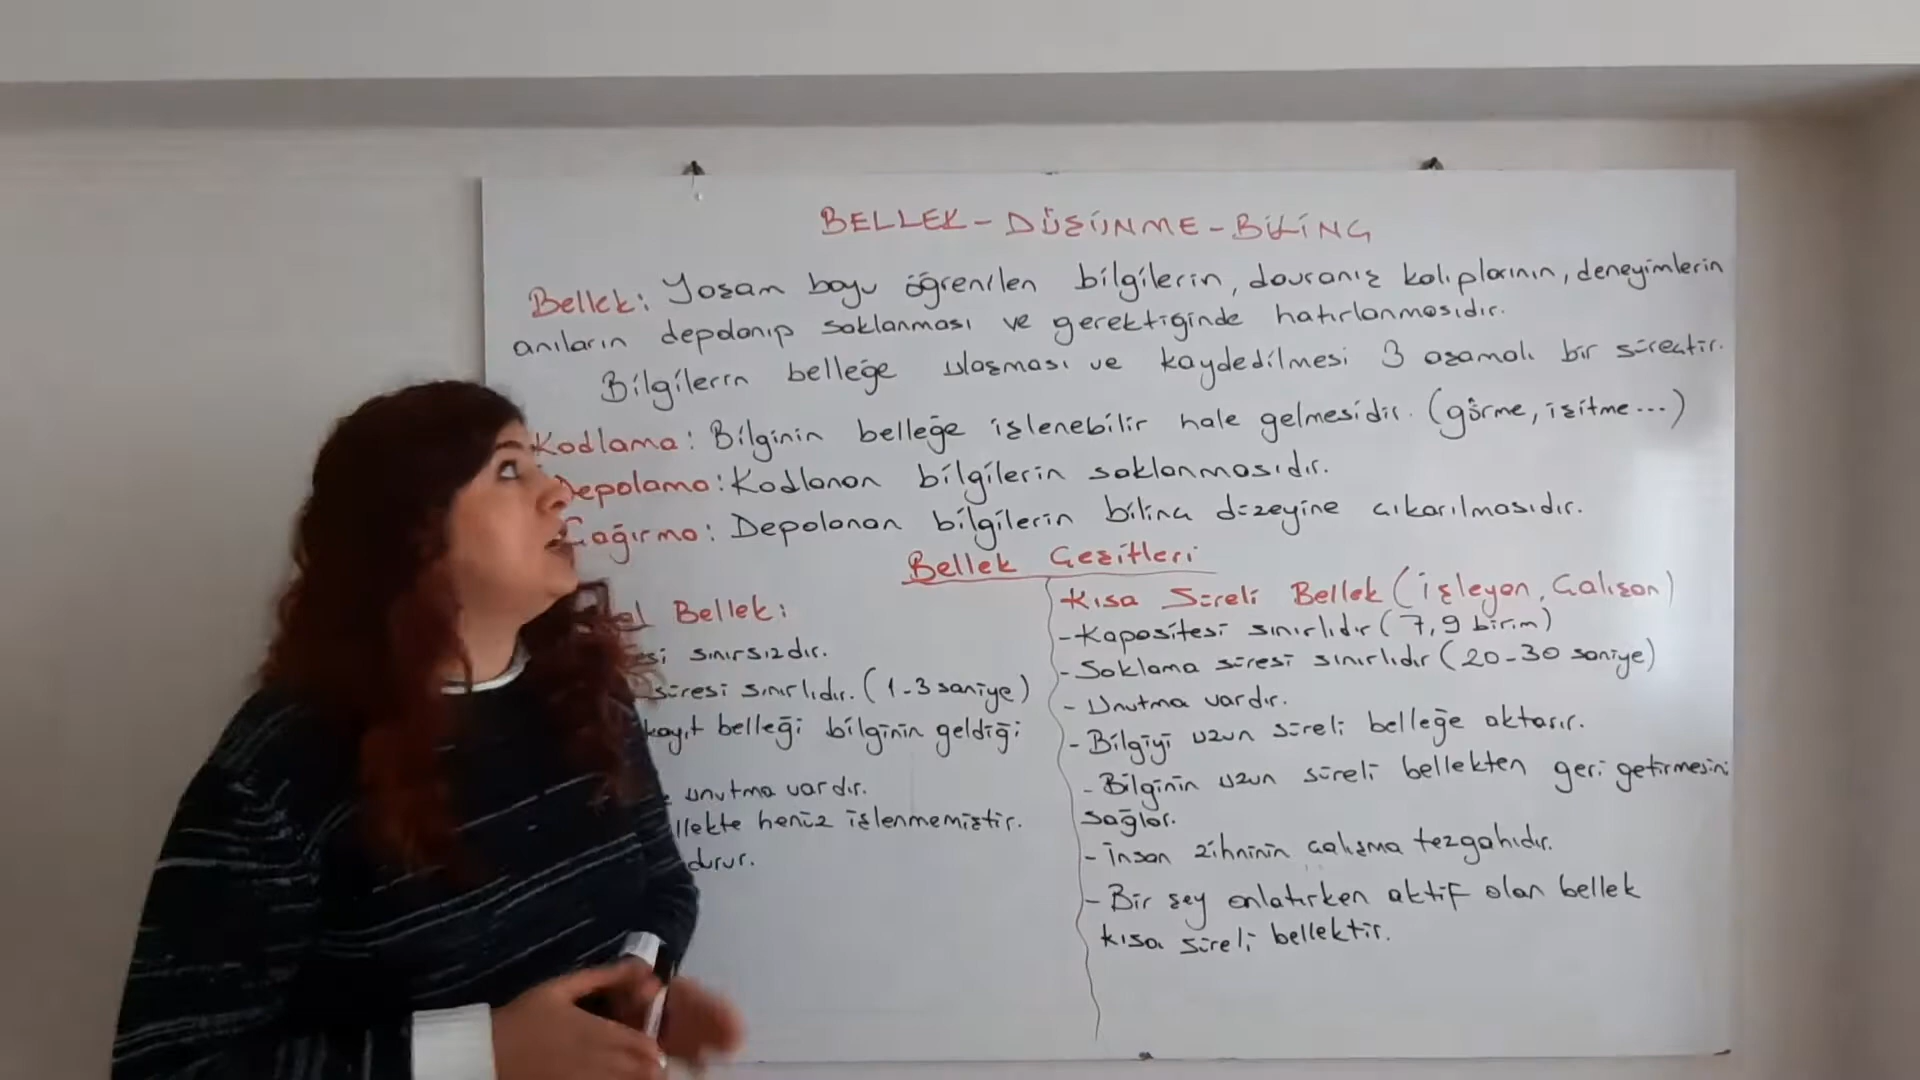 BELLEK - DÜŞÜNME - BİLİNÇ
Bellek: Yaşam boyu öğrenilen bilgilerin, davranış kalıplarının, deneyimlerin
anıların depolanıp saklanması ve gerektiğinde hatırlanmasıdır.
Bilgilerin belleğe ulaşması ve kaydedilmesi 3 aşamalı bir süreçtir.
Kodlama: Bilginin belleğe işlenebilir hale gelmesidir. (görme, işitme...)
Depolama: Kodlanan bilgilerin saklanmasıdır.
Çağırma: Depolanan bilgilerin bilinç düzeyine çıkarılmasıdır.
Bellek Çeşitleri
Bellek:
sınırsızdır.
süresi sınırlıdır. (1-3 saniye)
kayıt belleği bilginin geldiği
unutma vardır.
henüz işlenmemiştir.
durur.
Kısa Süreli Bellek (İşleyen, Çalışan)
- Kapasitesi sınırlıdır (7,9 birim)
- Saklama süresi sınırlıdır (20-30 saniye)
- Unutma vardır.
- Bilgiyi uzun süreli belleğe aktarır.
- Bilginin uzun süreli bellekten geri getirmesini
sağlar.
- İnsan zihninin çalışma tezgahıdır.
- Bir şey anlatırken aktif olan bellek
kısa süreli bellektir.